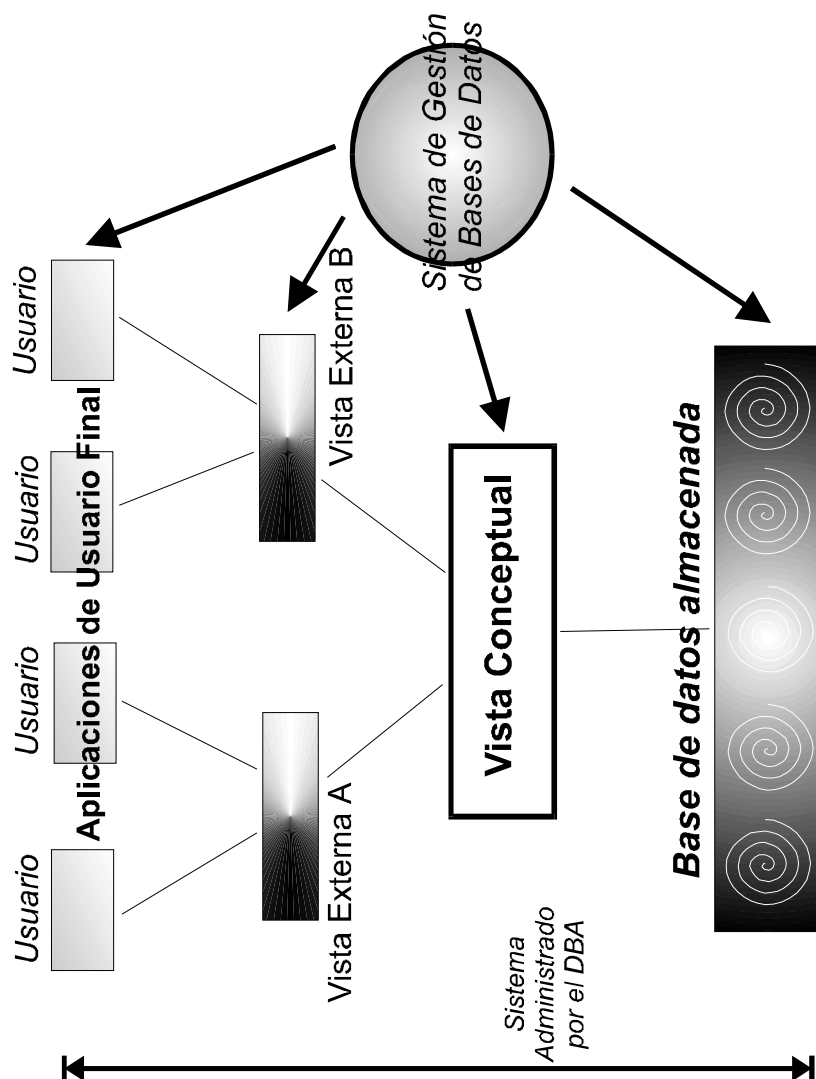 Usuario
Usuario
Usuario
Usuario
Aplicaciones de Usuario Final
Vista Externa A
Vista Externa B
Sistema de Gestión
de Bases de Datos
Vista Conceptual
Sistema
Administrado
por el DBA
Base de datos almacenada